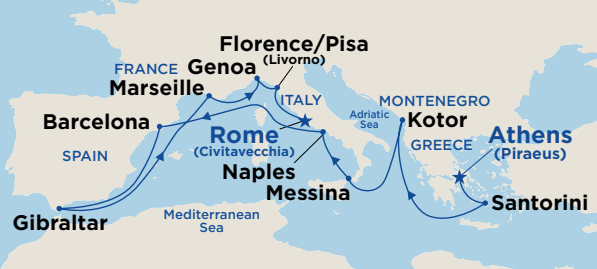 Florence/Pisa
(Livorno)
FRANCE
Genoa
Marseille
ITALY
MONTENEGRO
Adriatic
Sea
Kotor
Barcelona
Rome
(Civitavecchia)
GREECE
Athens
(Piraeus)
SPAIN
Naples
Messina
Santorini
Gibraltar
Mediterranean
Sea